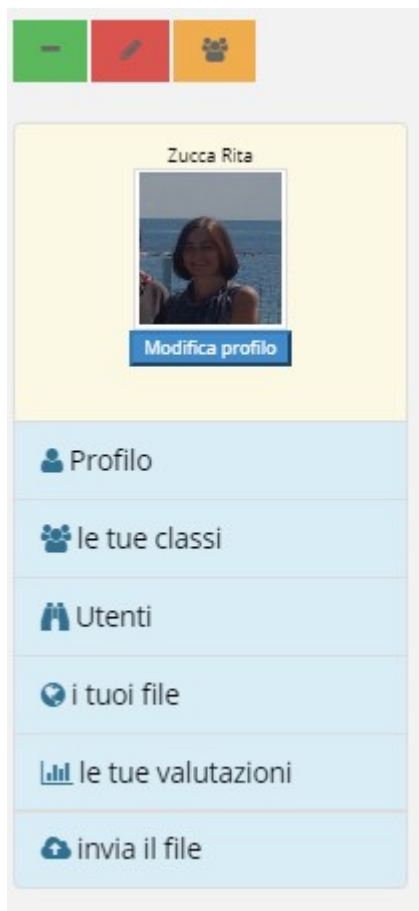 Zucca Rita
Modifica profilo
Profilo
le tue classi
Utenti
i tuoi file
le tue valutazioni
invia il file